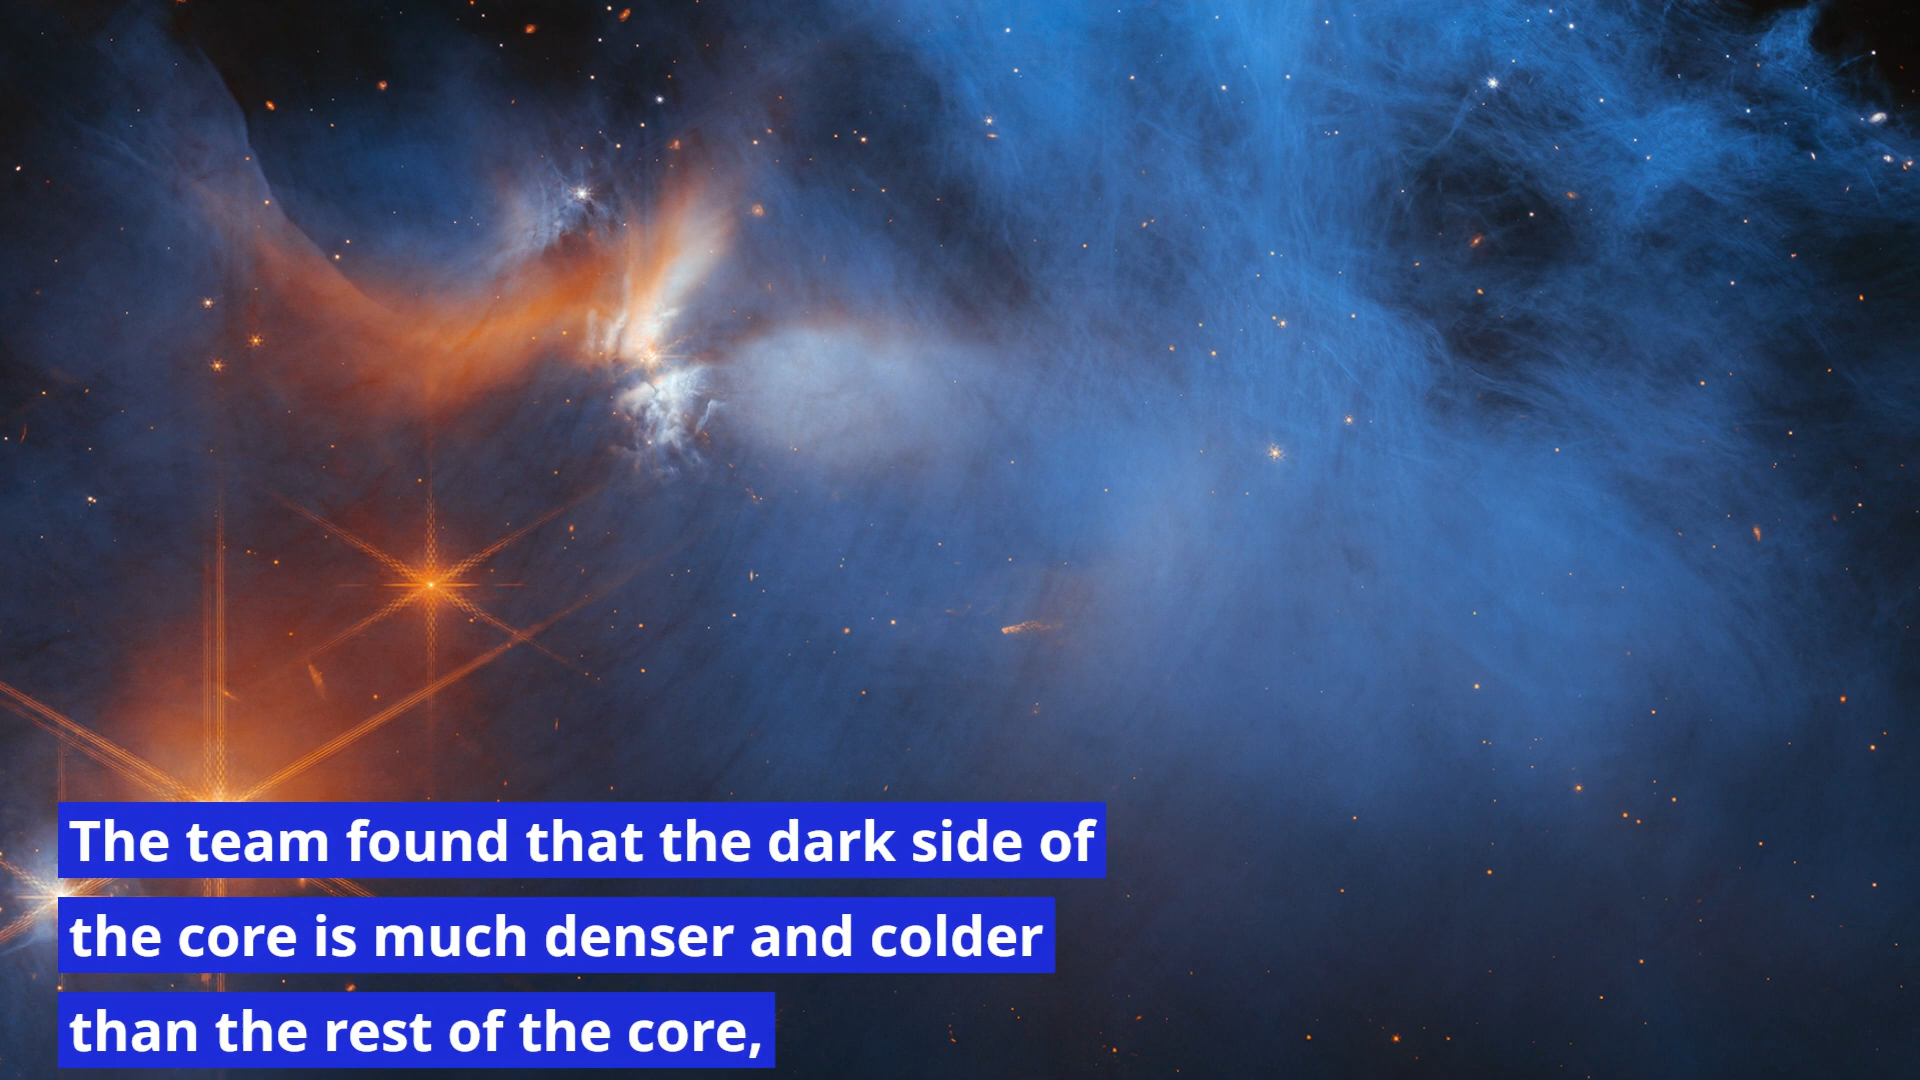 The team found that the dark side of
the core is much denser and colder
than the rest of the core,